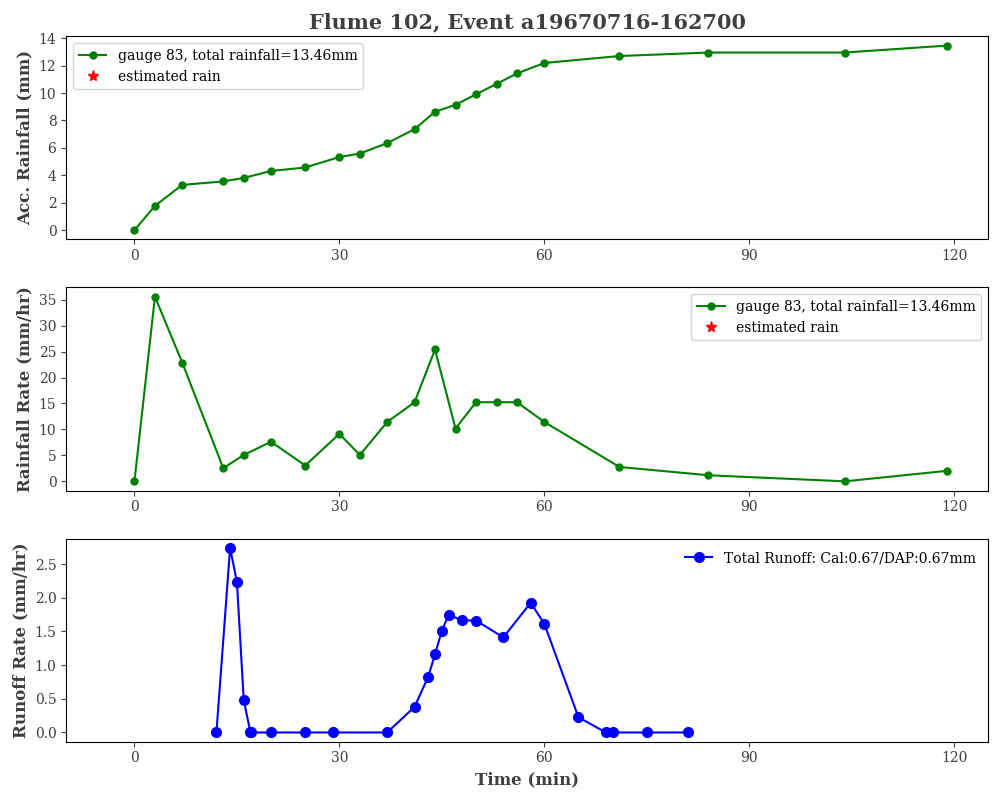 Flume 102, Event a19670716-162700
Acc. Rainfall (mm)
14
12
10
8
6
4
2
0
gauge 83, total rainfall=13.46mm
estimated rain
0 30 60 90 120
Rainfall Rate (mm/hr)
35
30
25
20
15
10
5
0
gauge 83, total rainfall=13.46mm
estimated rain
0 30 60 90 120
Runoff Rate (mm/hr)
2.5
2.0
1.5
1.0
0.5
0.0
Total Runoff: Cal:0.67/DAP:0.67mm
0 30 60 90 120
Time (min)